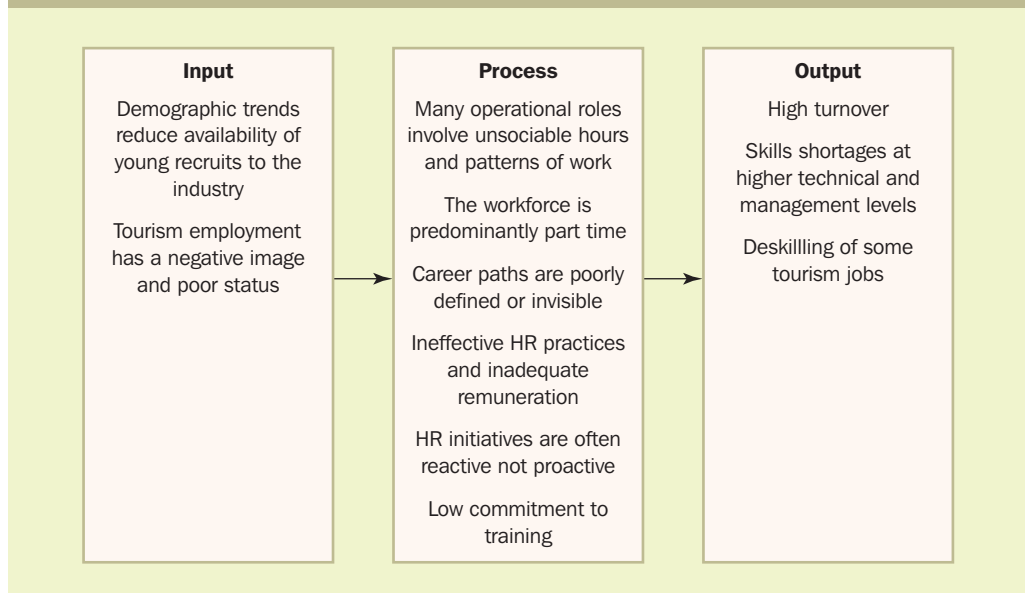 Input
Demographic trends
reduce availability of
young recruits to the
industry
Tourism employment
has a negative image
and poor status
Process
Many operational roles
involve unsociable hours
and patterns of work
The workforce is
predominantly part time
Career paths are poorly
defined or invisible
Ineffective HR practices
and inadequate
remuneration
HR initiatives are often
reactive not proactive
Low commitment to
training
Output
High turnover
Skills shortages at
higher technical and
management levels
Deskillling of some
tourism jobs